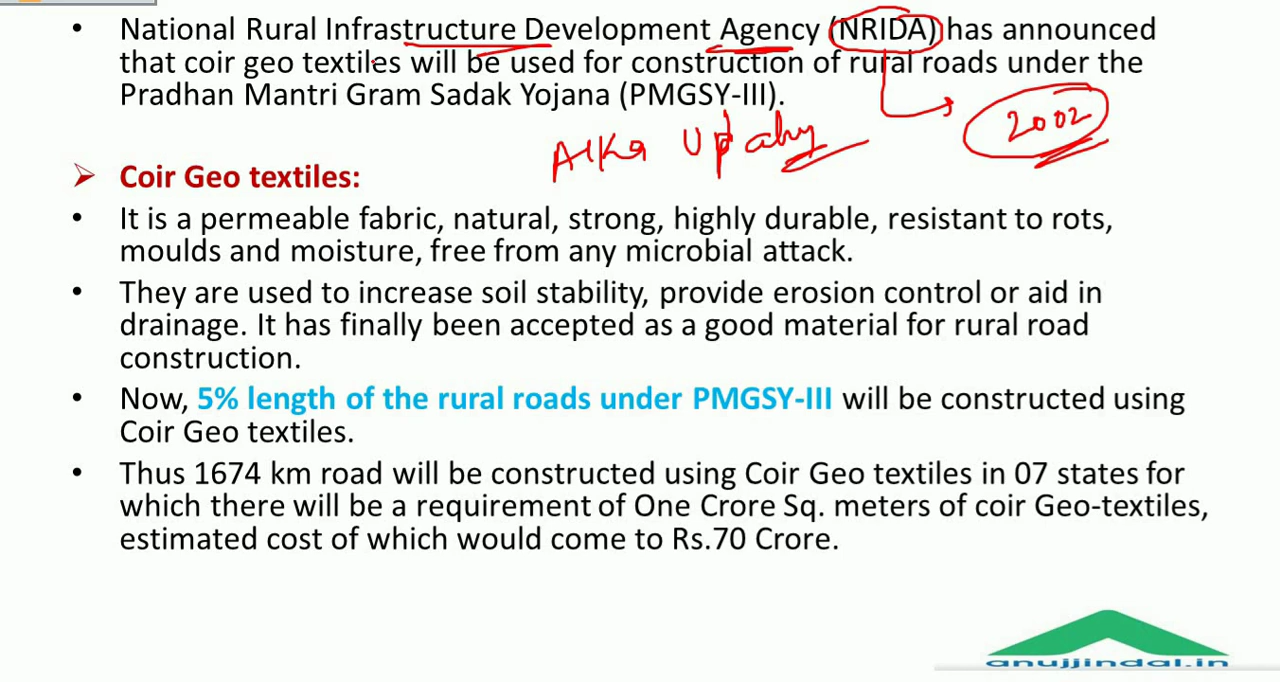 • National Rural Infrastructure Development Agency (NRIDA) has announced
that coir geo textiles will be used for construction of rural roads under the
Pradhan Mantri Gram Sadak Yojana (PMGSY-III).
2002
Alka Upadhy
➢ Coir Geo textiles:
• It is a permeable fabric, natural, strong, highly durable, resistant to rots,
moulds and moisture, free from any microbial attack.
• They are used to increase soil stability, provide erosion control or aid in
drainage. It has finally been accepted as a good material for rural road
construction.
• Now, 5% length of the rural roads under PMGSY-III will be constructed using
Coir Geo textiles.
• Thus 1674 km road will be constructed using Coir Geo textiles in 07 states for
which there will be a requirement of One Crore Sq. meters of coir Geo-textiles,
estimated cost of which would come to Rs.70 Crore.
anujjindal.in